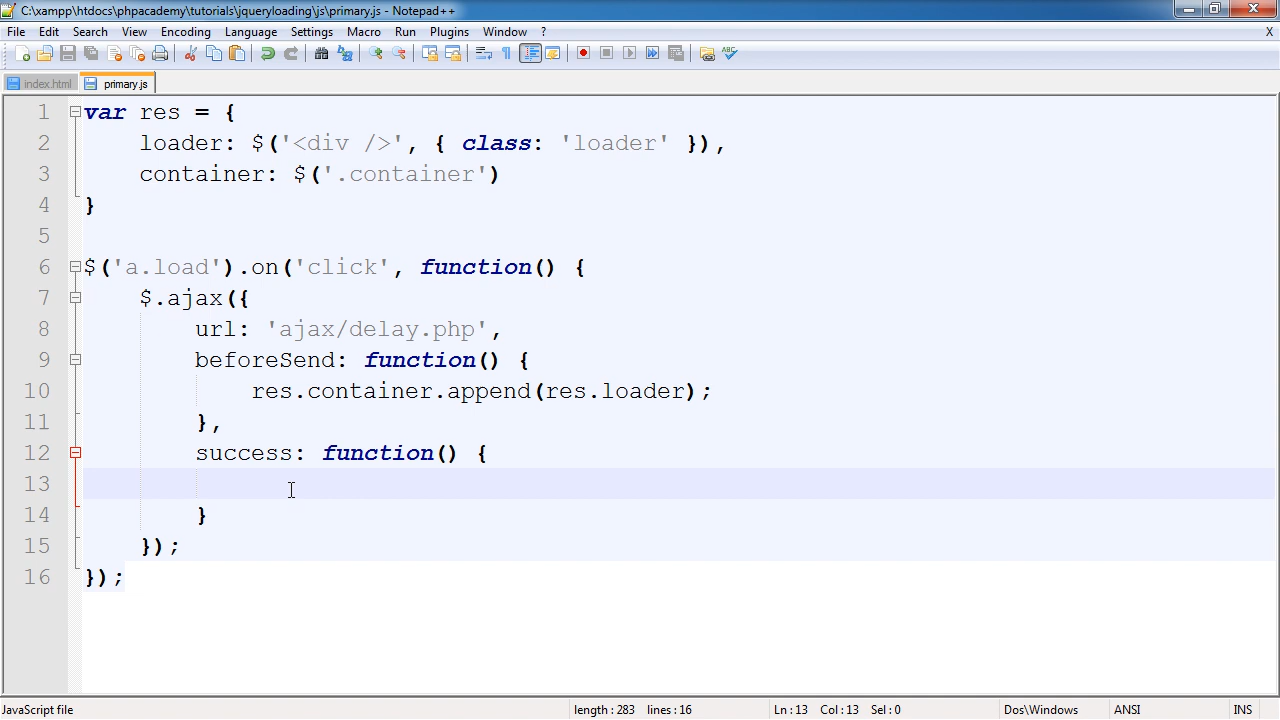 C:\xampp\htdocs\phpacademy\tutorials\jqueryloading\js\primary.js - Notepad++
File Edit Search View Encoding Language Settings Macro Run Plugins Window ? X
index.html primary.js
1 var res = {
2 loader: $('<div />', { class: 'loader' }),
3 container: $('.container')
4 }
5
6 $('a.load').on('click', function() {
7 $.ajax({
8 url: 'ajax/delay.php',
9 beforeSend: function() {
10 res.container.append(res.loader);
11 },
12 success: function() {
13
14 }
15 });
16 });
JavaScript file length : 283 lines : 16 Ln : 13 Col : 13 Sel : 0 Dos\Windows ANSI INS